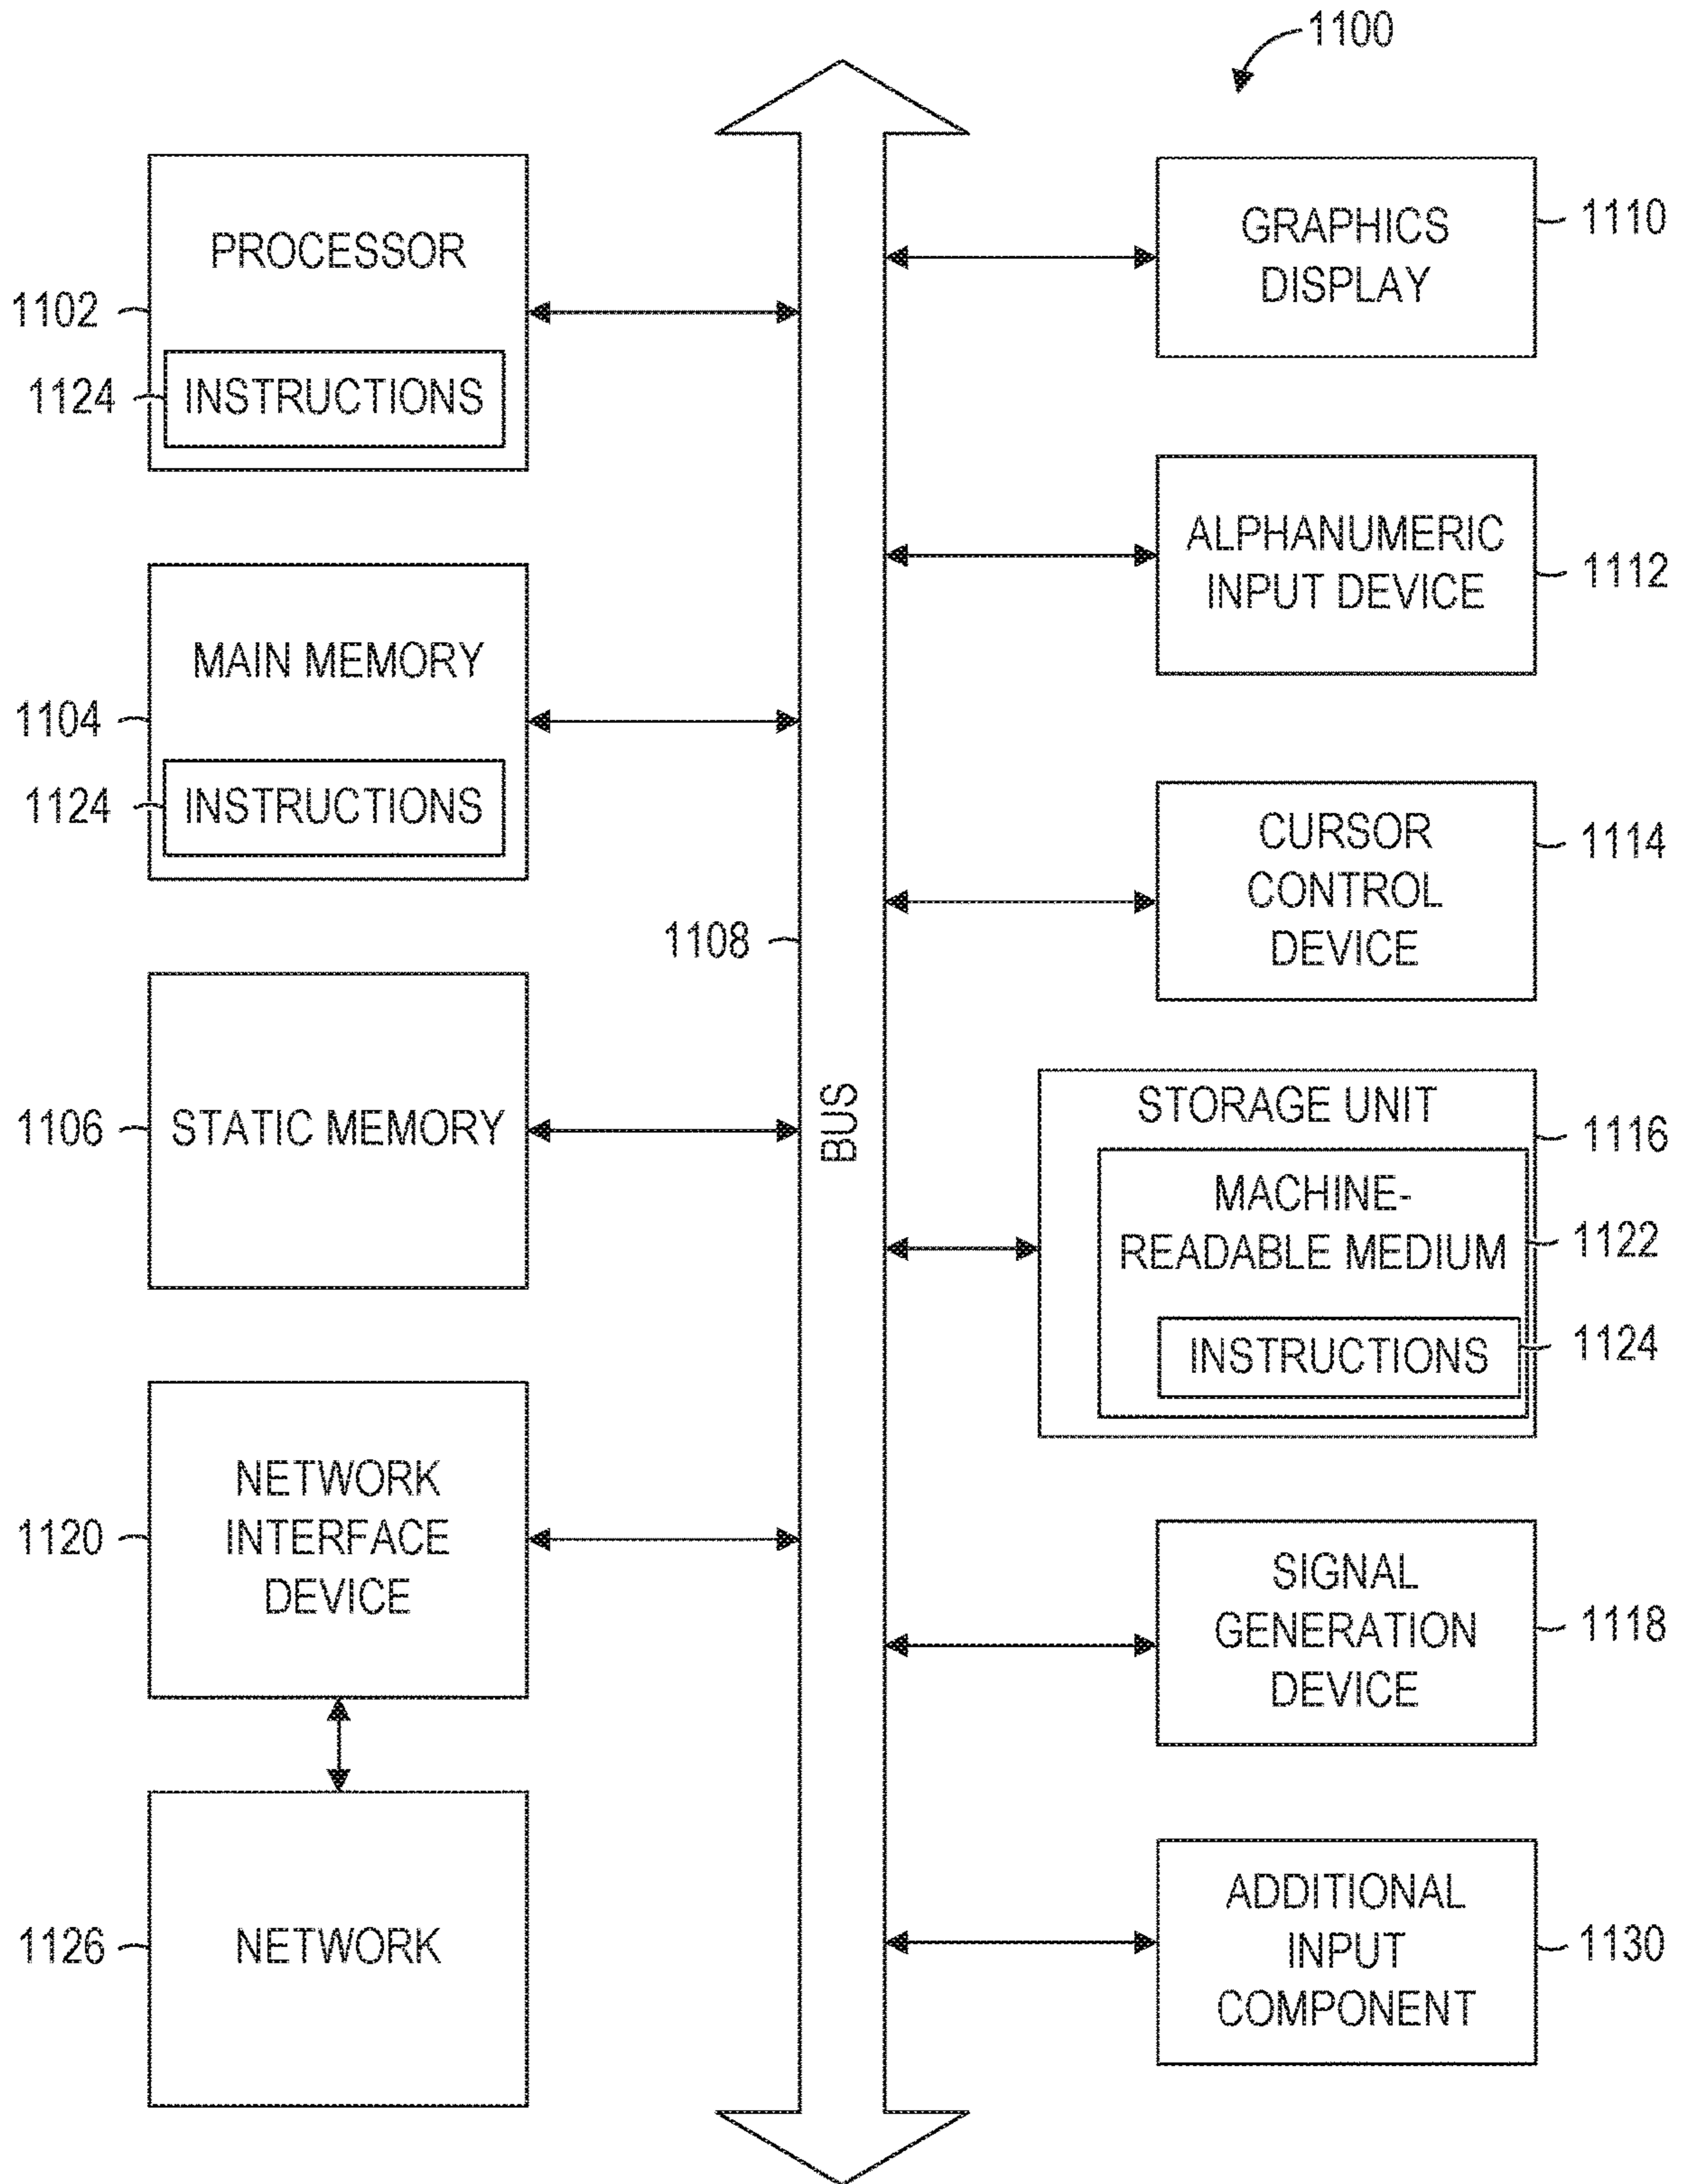 1100
PROCESSOR
1102
1124
INSTRUCTIONS
MAIN MEMORY
1104
1124
INSTRUCTIONS
1106
STATIC MEMORY
NETWORK
INTERFACE
DEVICE
1120
NETWORK
1126
1108
BUS
GRAPHICS
DISPLAY
1110
ALPHANUMERIC
INPUT DEVICE
1112
CURSOR
CONTROL
DEVICE
1114
STORAGE UNIT
1116
MACHINE-
READABLE MEDIUM
1122
INSTRUCTIONS
1124
SIGNAL
GENERATION
DEVICE
1118
ADDITIONAL
INPUT
COMPONENT
1130